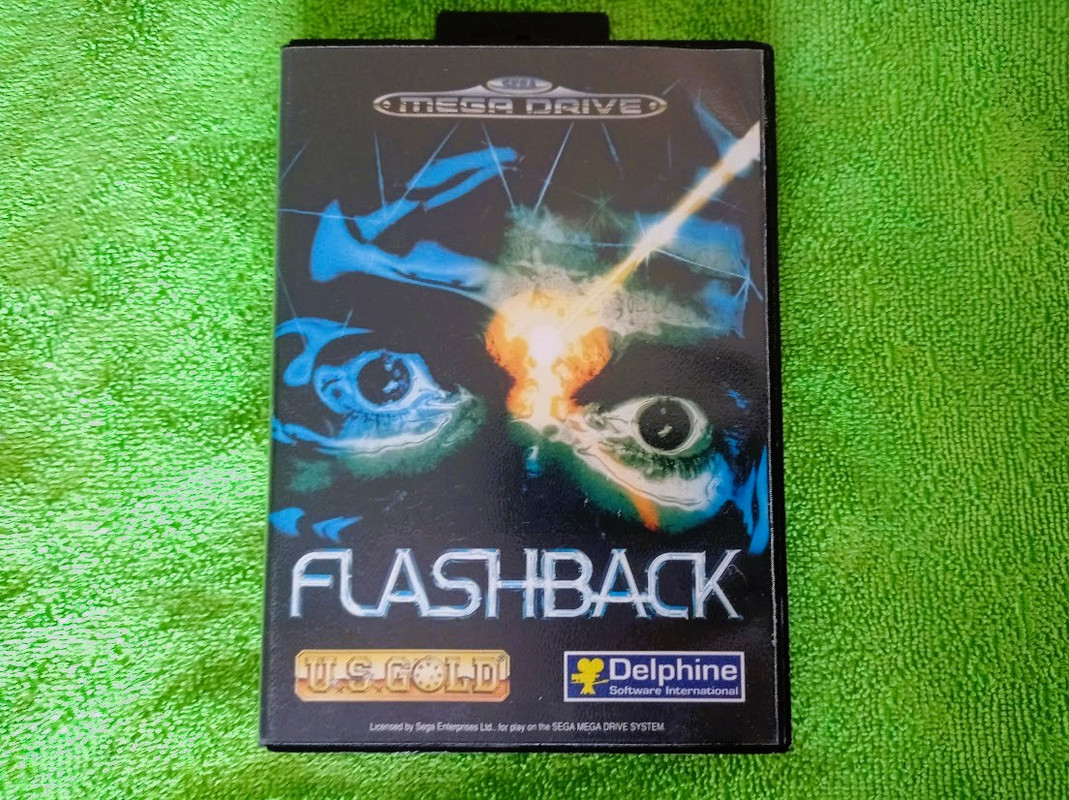 SEGA
MEGA DRIVE
FLASHBACK
U.S. GOLD®
Delphine
Software International
Licensed by Sega Enterprises Ltd., for play on the SEGA MEGA DRIVE SYSTEM.